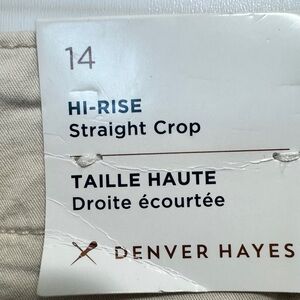 14
HI-RISE
Straight Crop
TAILLE HAUTE
Droite écourtée
DENVER HAYES